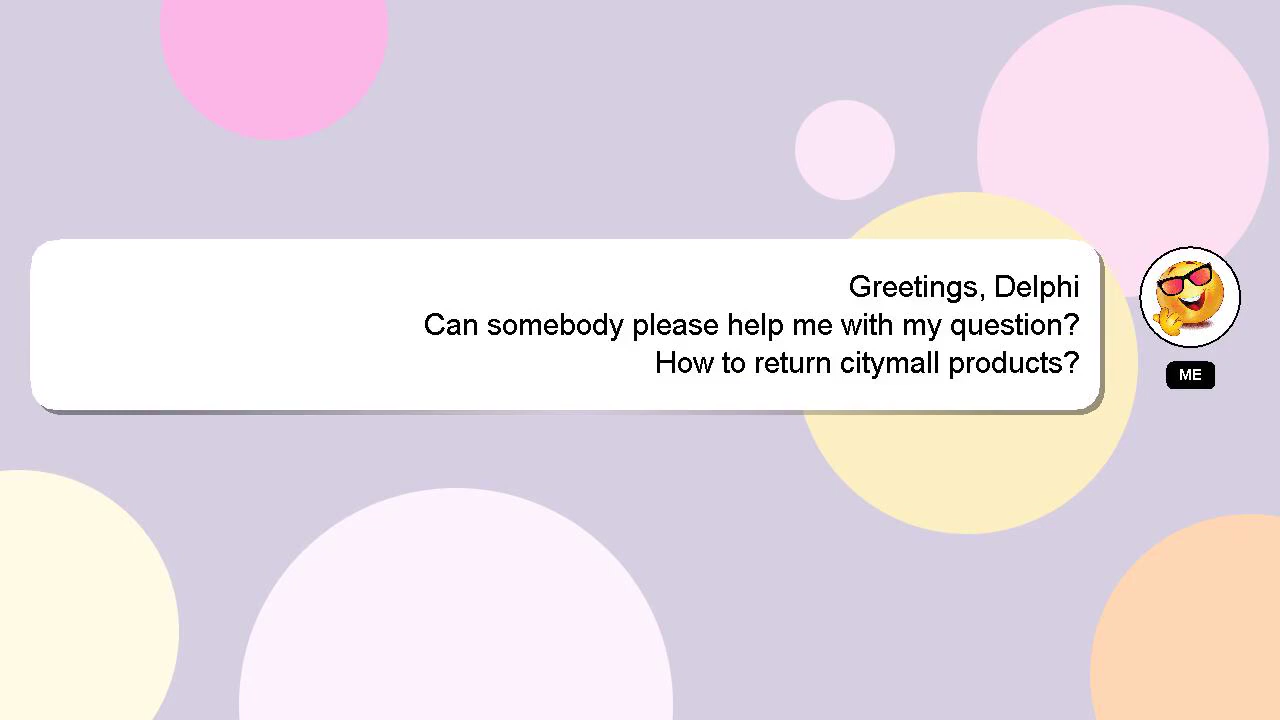 Greetings, Delphi
Can somebody please help me with my question?
How to return citymall products?
ME